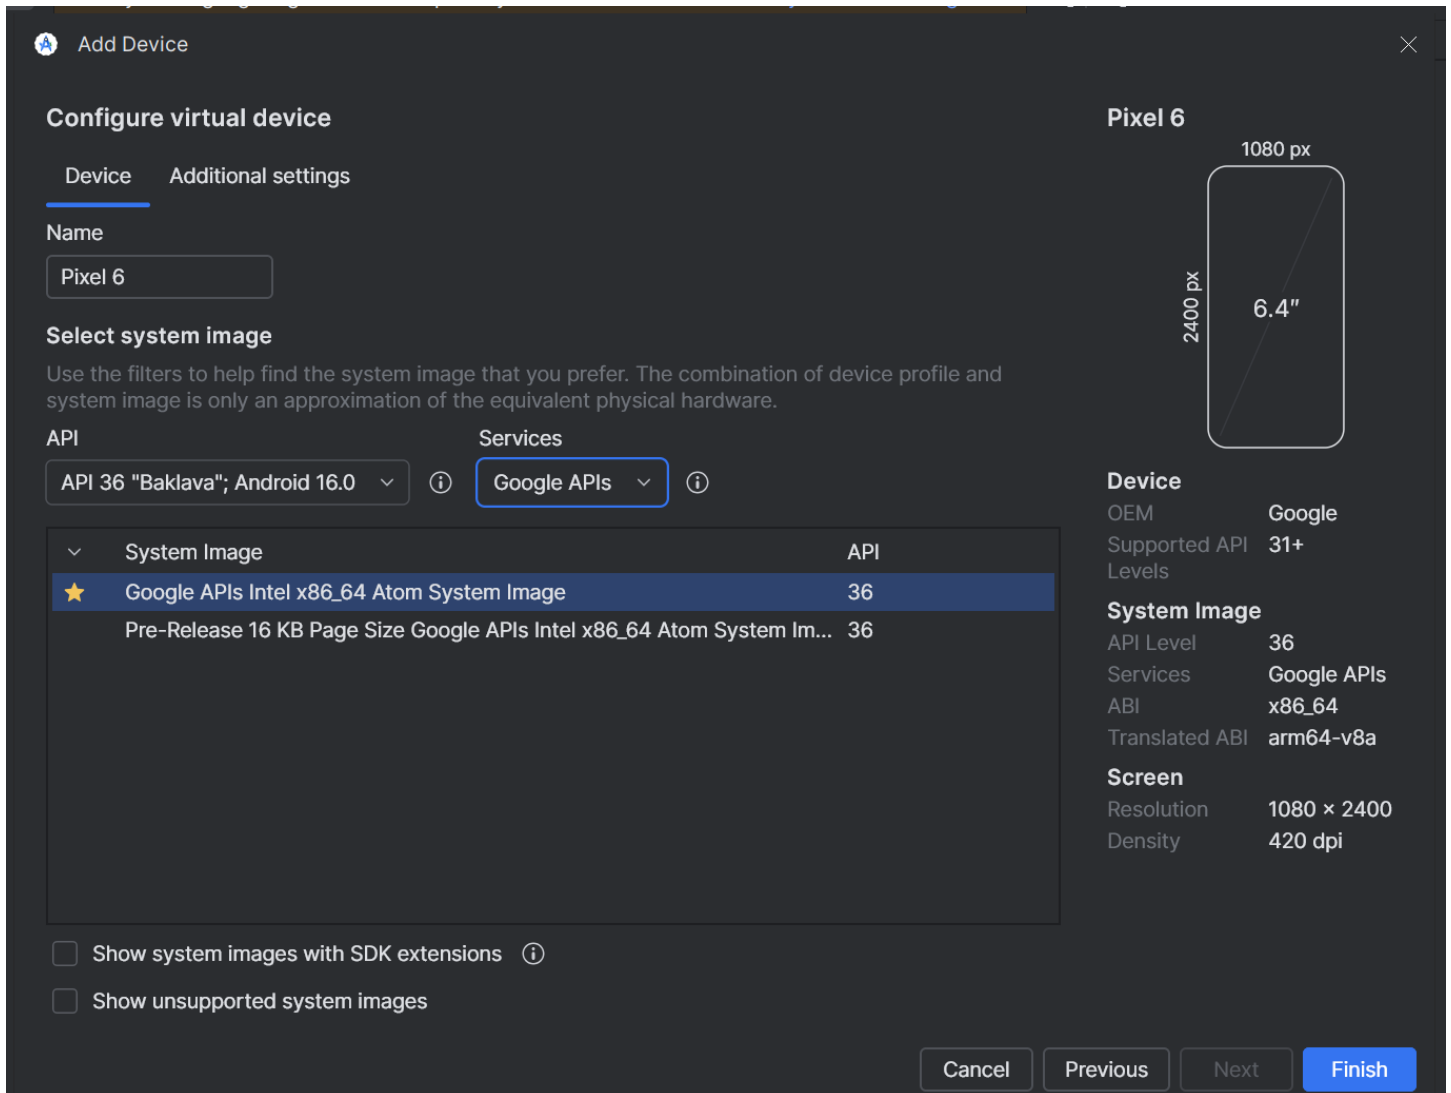 Add Device
Configure virtual device
Device
Additional settings
Name
Pixel 6
Select system image
Use the filters to help find the system image that you prefer. The combination of device profile and
system image is only an approximation of the equivalent physical hardware.
API
Services
API 36 "Baklava"; Android 16.0
Google APIs
System Image
API
Google APIs Intel x86_64 Atom System Image
36
Pre-Release 16 KB Page Size Google APIs Intel x86_64 Atom System Im...
36
Show system images with SDK extensions
Show unsupported system images
Pixel 6
1080 px
2400 px
6.4"
Device
OEM
Google
Supported API
Levels
31+
System Image
API Level
36
Services
Google APIs
ABI
x86_64
Translated ABI
arm64-v8a
Screen
Resolution
1080 × 2400
Density
420 dpi
Cancel
Previous
Next
Finish